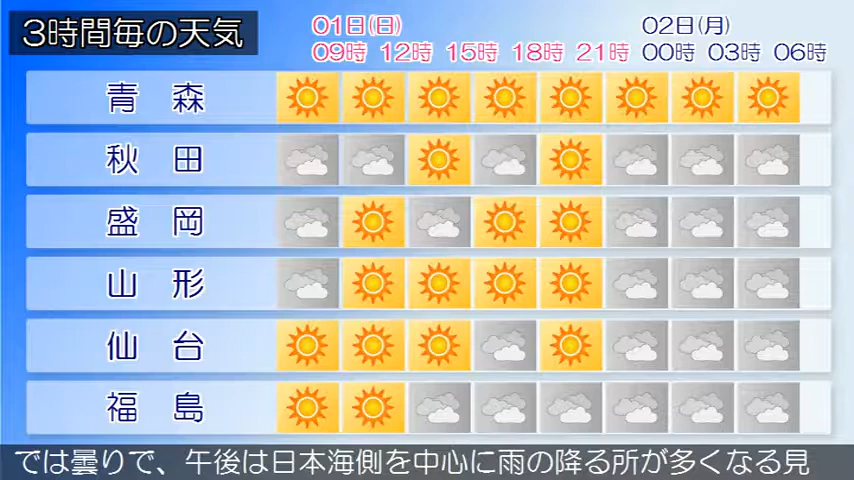 3時間毎の天気
01日(日) 02日(月)
09時 12時 15時 18時 21時 00時 03時 06時
青森
秋田
盛岡
山形
仙台
福島
では曇りで、午後は日本海側を中心に雨の降る所が多くなる見